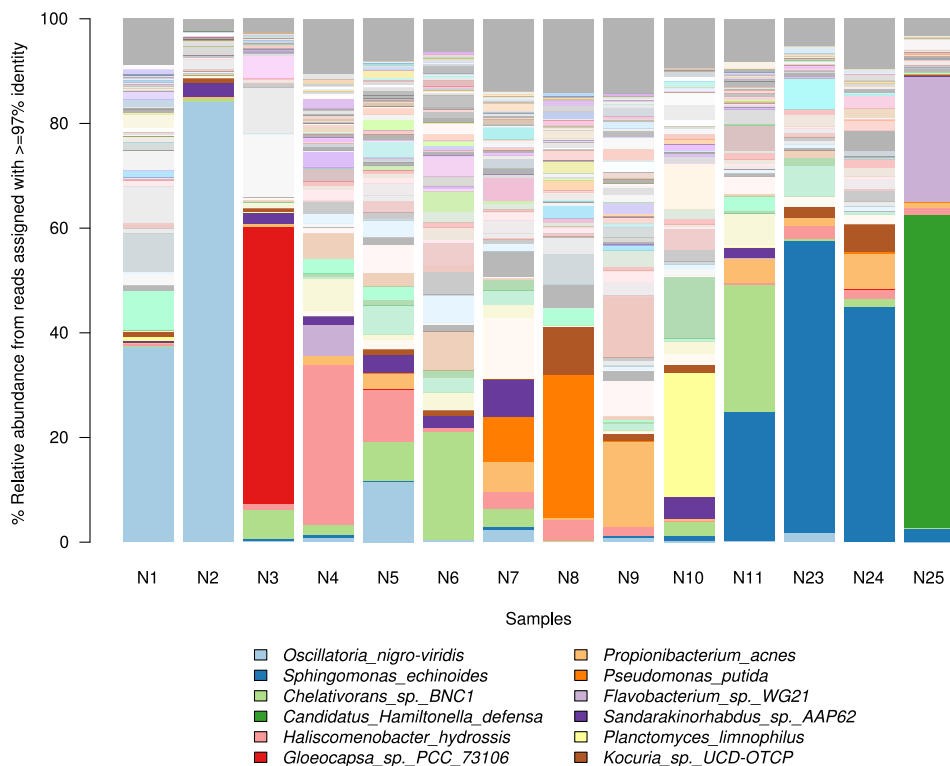 % Relative abundance from reads assigned with >=97% identity
100
80
60
40
20
0
N1 N2 N3 N4 N5 N6 N7 N8 N9 N10 N11 N23 N24 N25
Samples
Oscillatoria_nigro-viridis
Sphingomonas_echinoides
Chelativorans_sp._BNC1
Candidatus_Hamiltonella_defensa
Haliscomenobacter_hydrossis
Gloeocapsa_sp._PCC_73106
Propionibacterium_acnes
Pseudomonas_putida
Flavobacterium_sp._WG21
Sandarakinorhabdus_sp._AAP62
Planctomyces_limnophilus
Kocuria_sp._UCD-OTCP